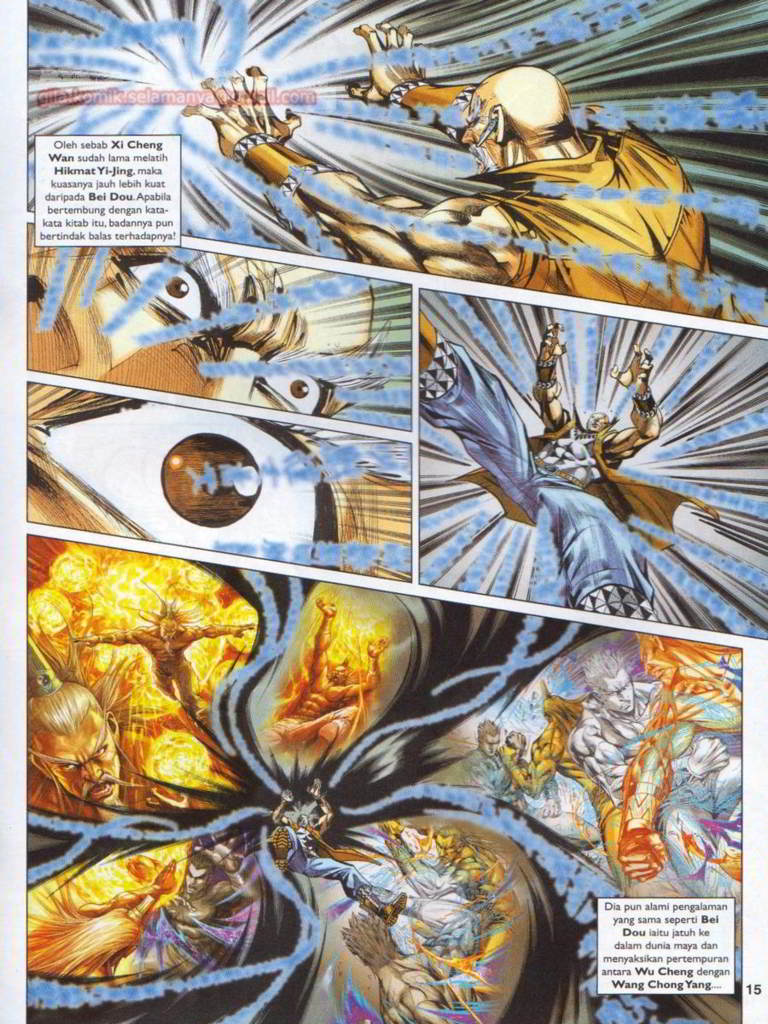 gilatkomik
Oleh sebab Xi Cheng
Wan sudah lama melatih
Hikmat Yi-Jing, maka
kuasanya jauh lebih kuat
daripada Bei Dou. Apabila
bertembung dengan kata-
kata kitab itu, badannya pun
bertindak balas terhadapnya!
Dia pun alami pengalaman
yang sama seperti Bei
Dou iaitu jatuh ke
dalam dunia maya dan
menyaksikan pertempuran
antara Wu Cheng dengan
Wang Chong Yang....
15